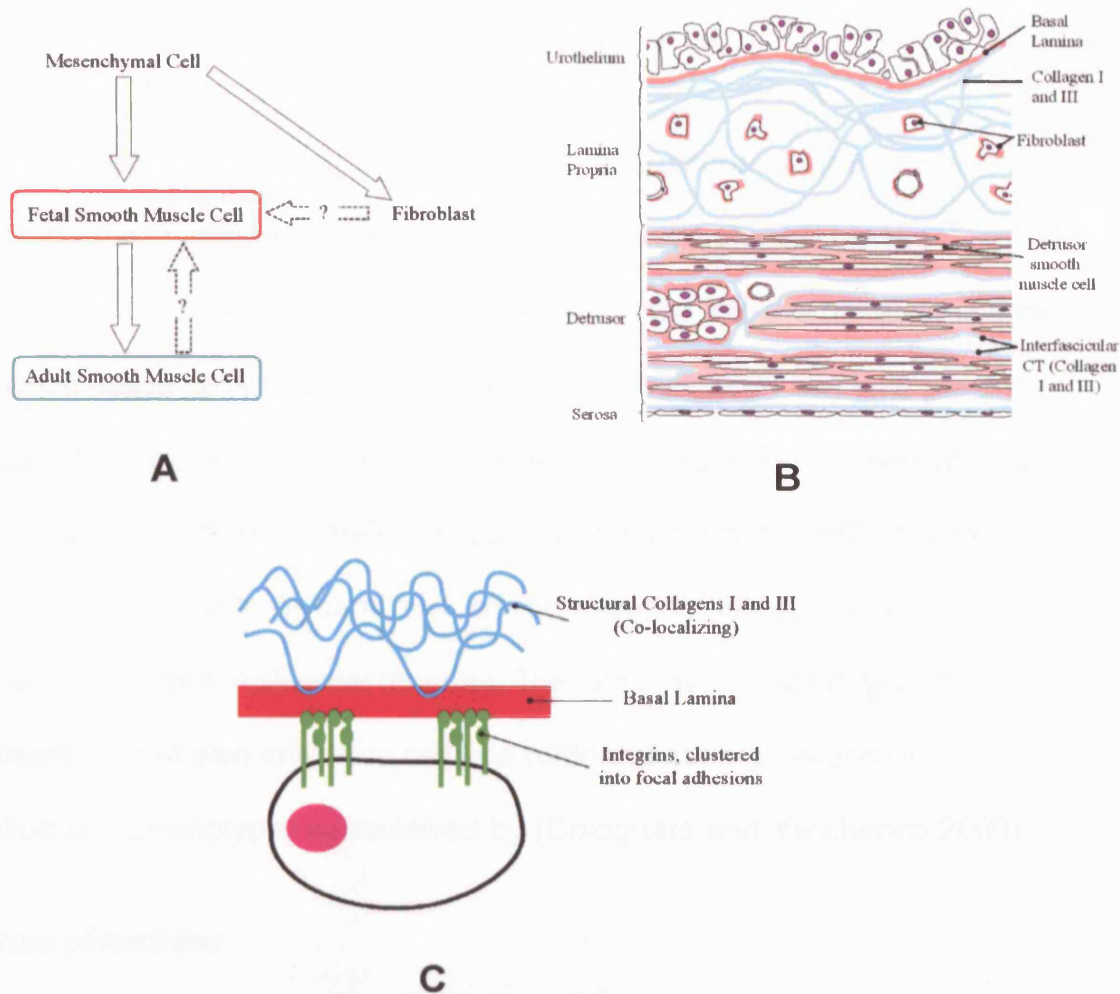 Mesenchymal Cell
Fetal Smooth Muscle Cell
?
Fibroblast
?
Adult Smooth Muscle Cell
A
Urothelium
Lamina
Propria
Detrusor
Serosa
Basal
Lamina
Collagen I
and III
Fibroblast
Detrusor
smooth
muscle cell
Interfascicular
CT (Collagen
I and III)
B
Structural Collagens I and III
(Co-localizing)
Basal Lamina
Integrins, clustered
into focal adhesions
C